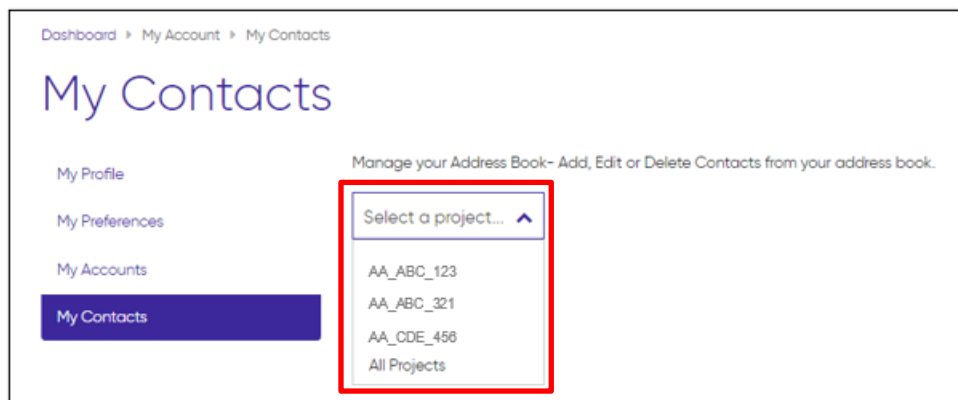 Dashboard My Account My Contacts
My Contacts
My Profile
My Preferences
My Accounts
My Contacts
Manage your Address Book- Add, Edit or Delete Contacts from your address book.
Select a project...
AA_ABC_123
AA_ABC_321
AA_CDE_456
All Projects